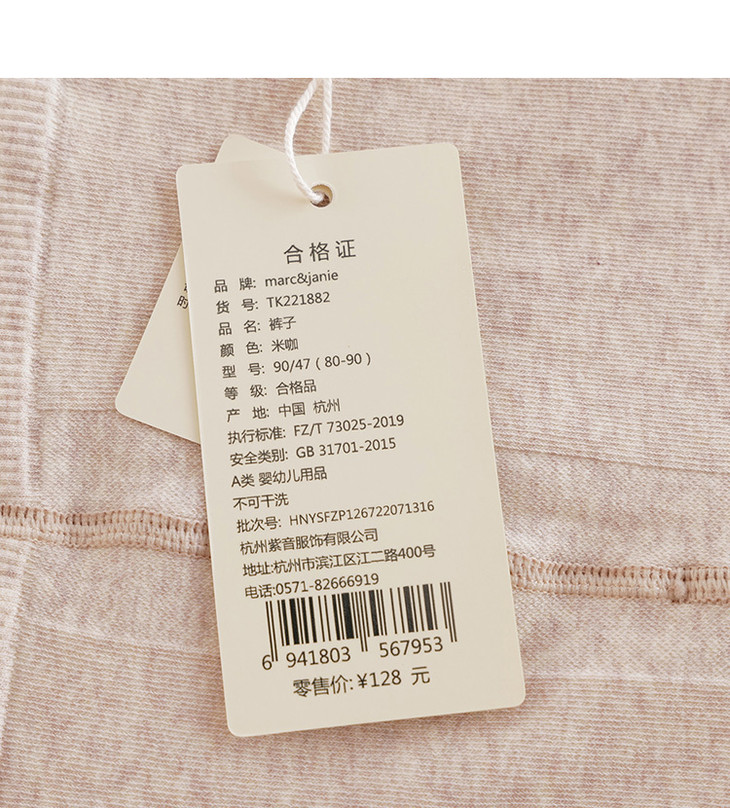 合格证
品 牌: marc&janie
货 号: TK221882
品 名: 裤子
颜 色: 米咖
型 号: 90/47（80-90）
等 级: 合格品
产 地: 中国 杭州
执行标准: FZ/T 73025-2019
安全类别: GB 31701-2015
A类 婴幼儿用品
不可干洗
批次号: HNYSFZP126722071316
杭州紫音服饰有限公司
地址:杭州市滨江区江二路400号
电话:0571-82666919
6 941803 567953
零售价:¥128 元
时